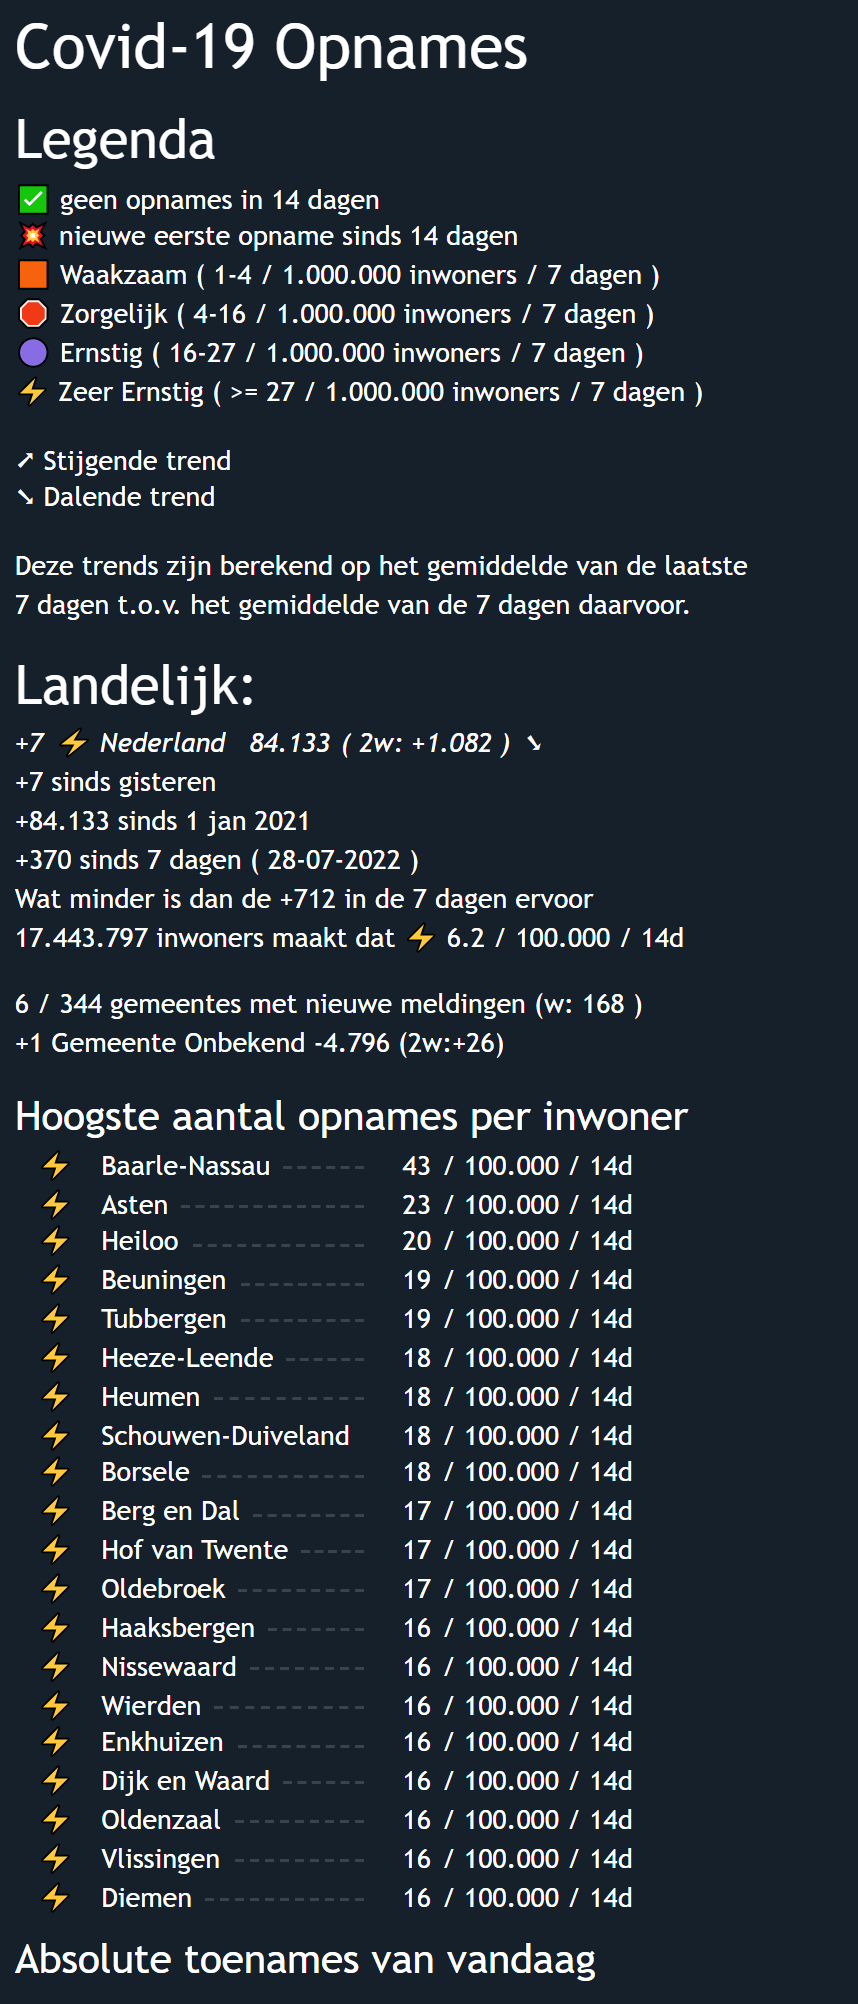 Covid-19 Opnames
Legenda
✅ geen opnames in 14 dagen
💥 nieuwe eerste opname sinds 14 dagen
🟧 Waakzaam ( 1-4 / 1.000.000 inwoners / 7 dagen )
🛑 Zorgelijk ( 4-16 / 1.000.000 inwoners / 7 dagen )
🟣 Ernstig ( 16-27 / 1.000.000 inwoners / 7 dagen )
⚡ Zeer Ernstig ( >= 27 / 1.000.000 inwoners / 7 dagen )
➚ Stijgende trend
➘ Dalende trend
Deze trends zijn berekend op het gemiddelde van de laatste
7 dagen t.o.v. het gemiddelde van de 7 dagen daarvoor.
Landelijk:
+7 ⚡ Nederland 84.133 ( 2w: +1.082 ) ➘
+7 sinds gisteren
+84.133 sinds 1 jan 2021
+370 sinds 7 dagen ( 28-07-2022 )
Wat minder is dan de +712 in de 7 dagen ervoor
17.443.797 inwoners maakt dat ⚡ 6.2 / 100.000 / 14d
6 / 344 gemeentes met nieuwe meldingen (w: 168 )
+1 Gemeente Onbekend -4.796 (2w:+26)
Hoogste aantal opnames per inwoner
⚡ Baarle-Nassau ------ 43 / 100.000 / 14d
⚡ Asten ------------- 23 / 100.000 / 14d
⚡ Heiloo ------------ 20 / 100.000 / 14d
⚡ Beuningen --------- 19 / 100.000 / 14d
⚡ Tubbergen --------- 19 / 100.000 / 14d
⚡ Heeze-Leende ------ 18 / 100.000 / 14d
⚡ Heumen ----------- 18 / 100.000 / 14d
⚡ Schouwen-Duiveland 18 / 100.000 / 14d
⚡ Borsele ----------- 18 / 100.000 / 14d
⚡ Berg en Dal -------- 17 / 100.000 / 14d
⚡ Hof van Twente ----- 17 / 100.000 / 14d
⚡ Oldebroek --------- 17 / 100.000 / 14d
⚡ Haaksbergen ------- 16 / 100.000 / 14d
⚡ Nissewaard -------- 16 / 100.000 / 14d
⚡ Wierden ----------- 16 / 100.000 / 14d
⚡ Enkhuizen --------- 16 / 100.000 / 14d
⚡ Dijk en Waard ------ 16 / 100.000 / 14d
⚡ Oldenzaal --------- 16 / 100.000 / 14d
⚡ Vlissingen --------- 16 / 100.000 / 14d
⚡ Diemen ----------- 16 / 100.000 / 14d
Absolute toenames van vandaag